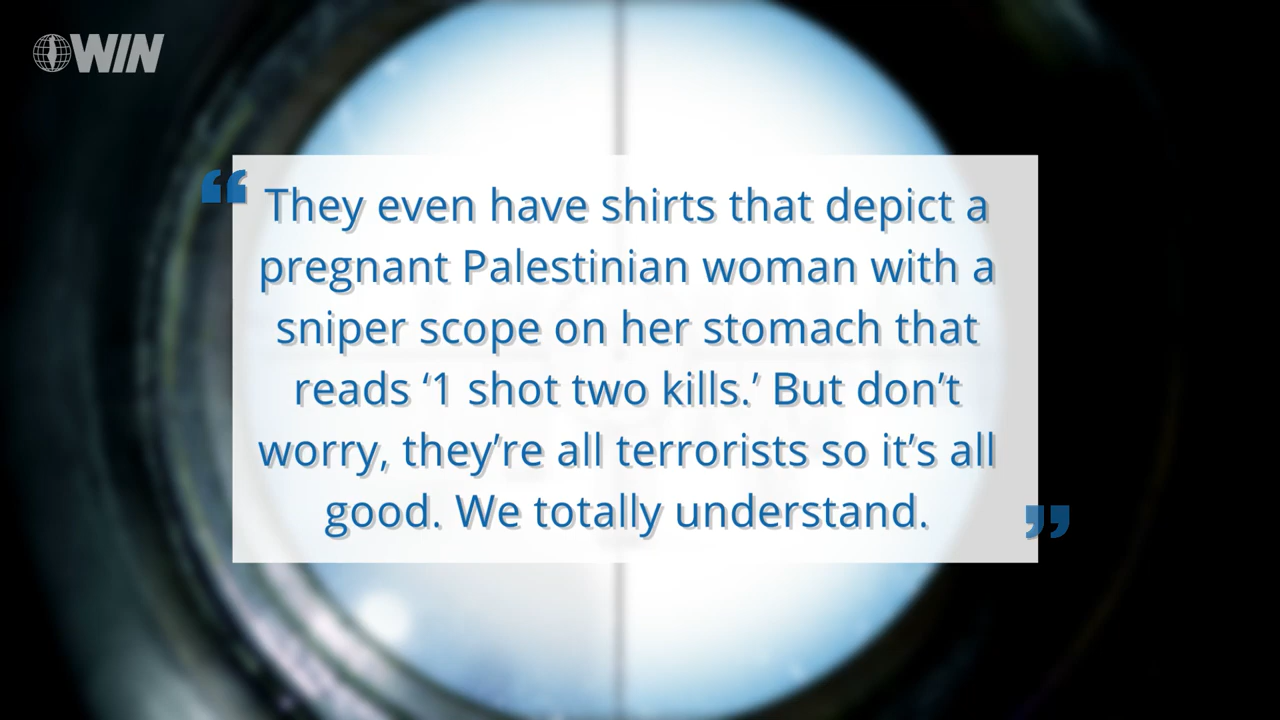 WIN
“They even have shirts that depict a
pregnant Palestinian woman with a
sniper scope on her stomach that
reads ‘1 shot two kills.’ But don’t
worry, they’re all terrorists so it’s all
good. We totally understand.”